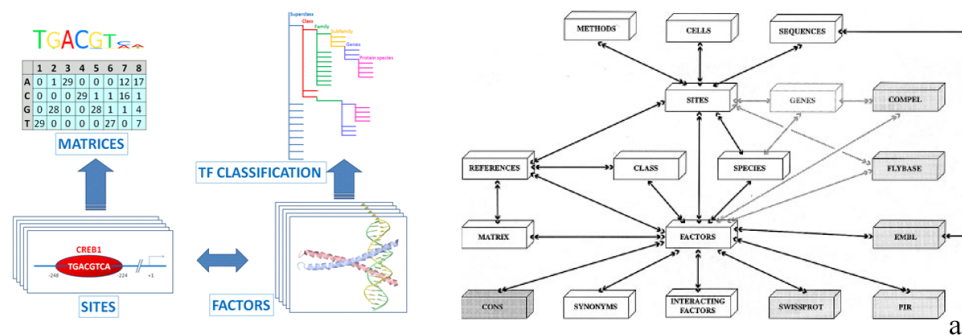 TGACGT
1 2 3 4 5 6 7 8
A 0 1 29 0 0 0 12 17
C 0 0 0 29 1 1 16 1
G 0 28 0 0 28 1 1 4
T 29 0 0 0 0 27 0 7
MATRICES
Superclass
Class
Family
Subfamily
Genes
Protein species
TF CLASSIFICATION
CREB1
TGACGTCA
-248 -224 +1
SITES
FACTORS
METHODS CELLS SEQUENCES
SITES GENES COMPEL
REFERENCES CLASS SPECIES FLYBASE
MATRIX FACTORS EMBL
CONS SYNONYMS INTERACTING
FACTORS SWISSPROT PIR
a